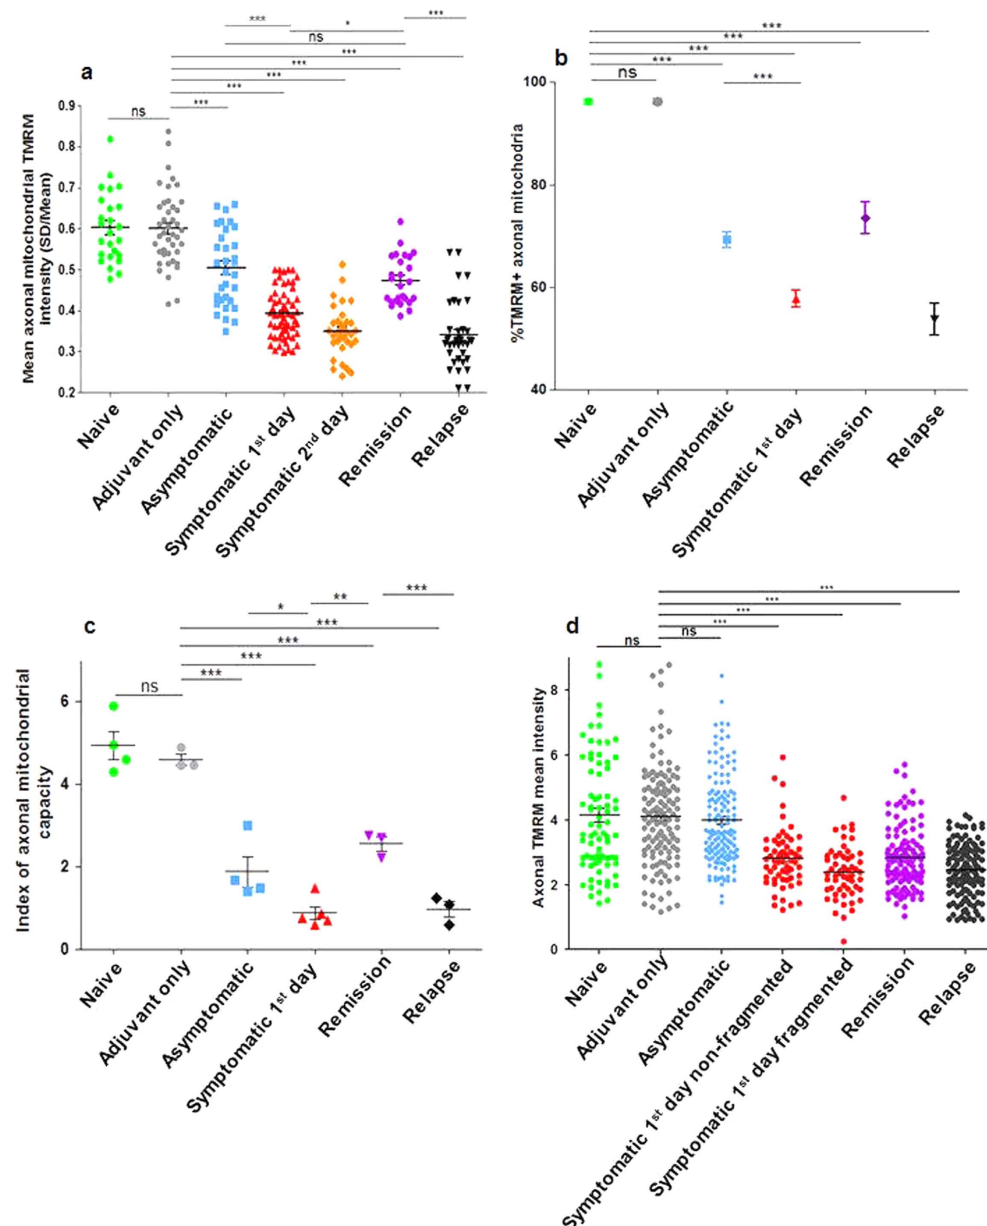 ***
*
***
ns
***
***
***
***
***
ns
a
Mean axonal mitochondrial TMRM
Intensity (SD/Mean)
0.9
0.8
0.7
0.6
0.5
0.4
0.3
0.2
Naive
Adjuvant only
Asymptomatic
Symptomatic 1st day
Symptomatic 2nd day
Remission
Relapse
b
***
***
***
***
***
ns
%TMRM+ axonal mitochodria
100
80
60
40
Naive
Adjuvant only
Asymptomatic
Symptomatic 1st day
Remission
Relapse
c
***
**
*
***
***
***
***
ns
Index of axonal mitochondrial
capacity
6
4
2
0
Naive
Adjuvant only
Asymptomatic
Symptomatic 1st day
Remission
Relapse
d
***
***
***
***
ns
ns
Axonal TMRM mean intensity
8
6
4
2
0
Naive
Adjuvant only
Asymptomatic
Symptomatic 1st day non-fragmented
Symptomatic 1st day fragmented
Remission
Relapse